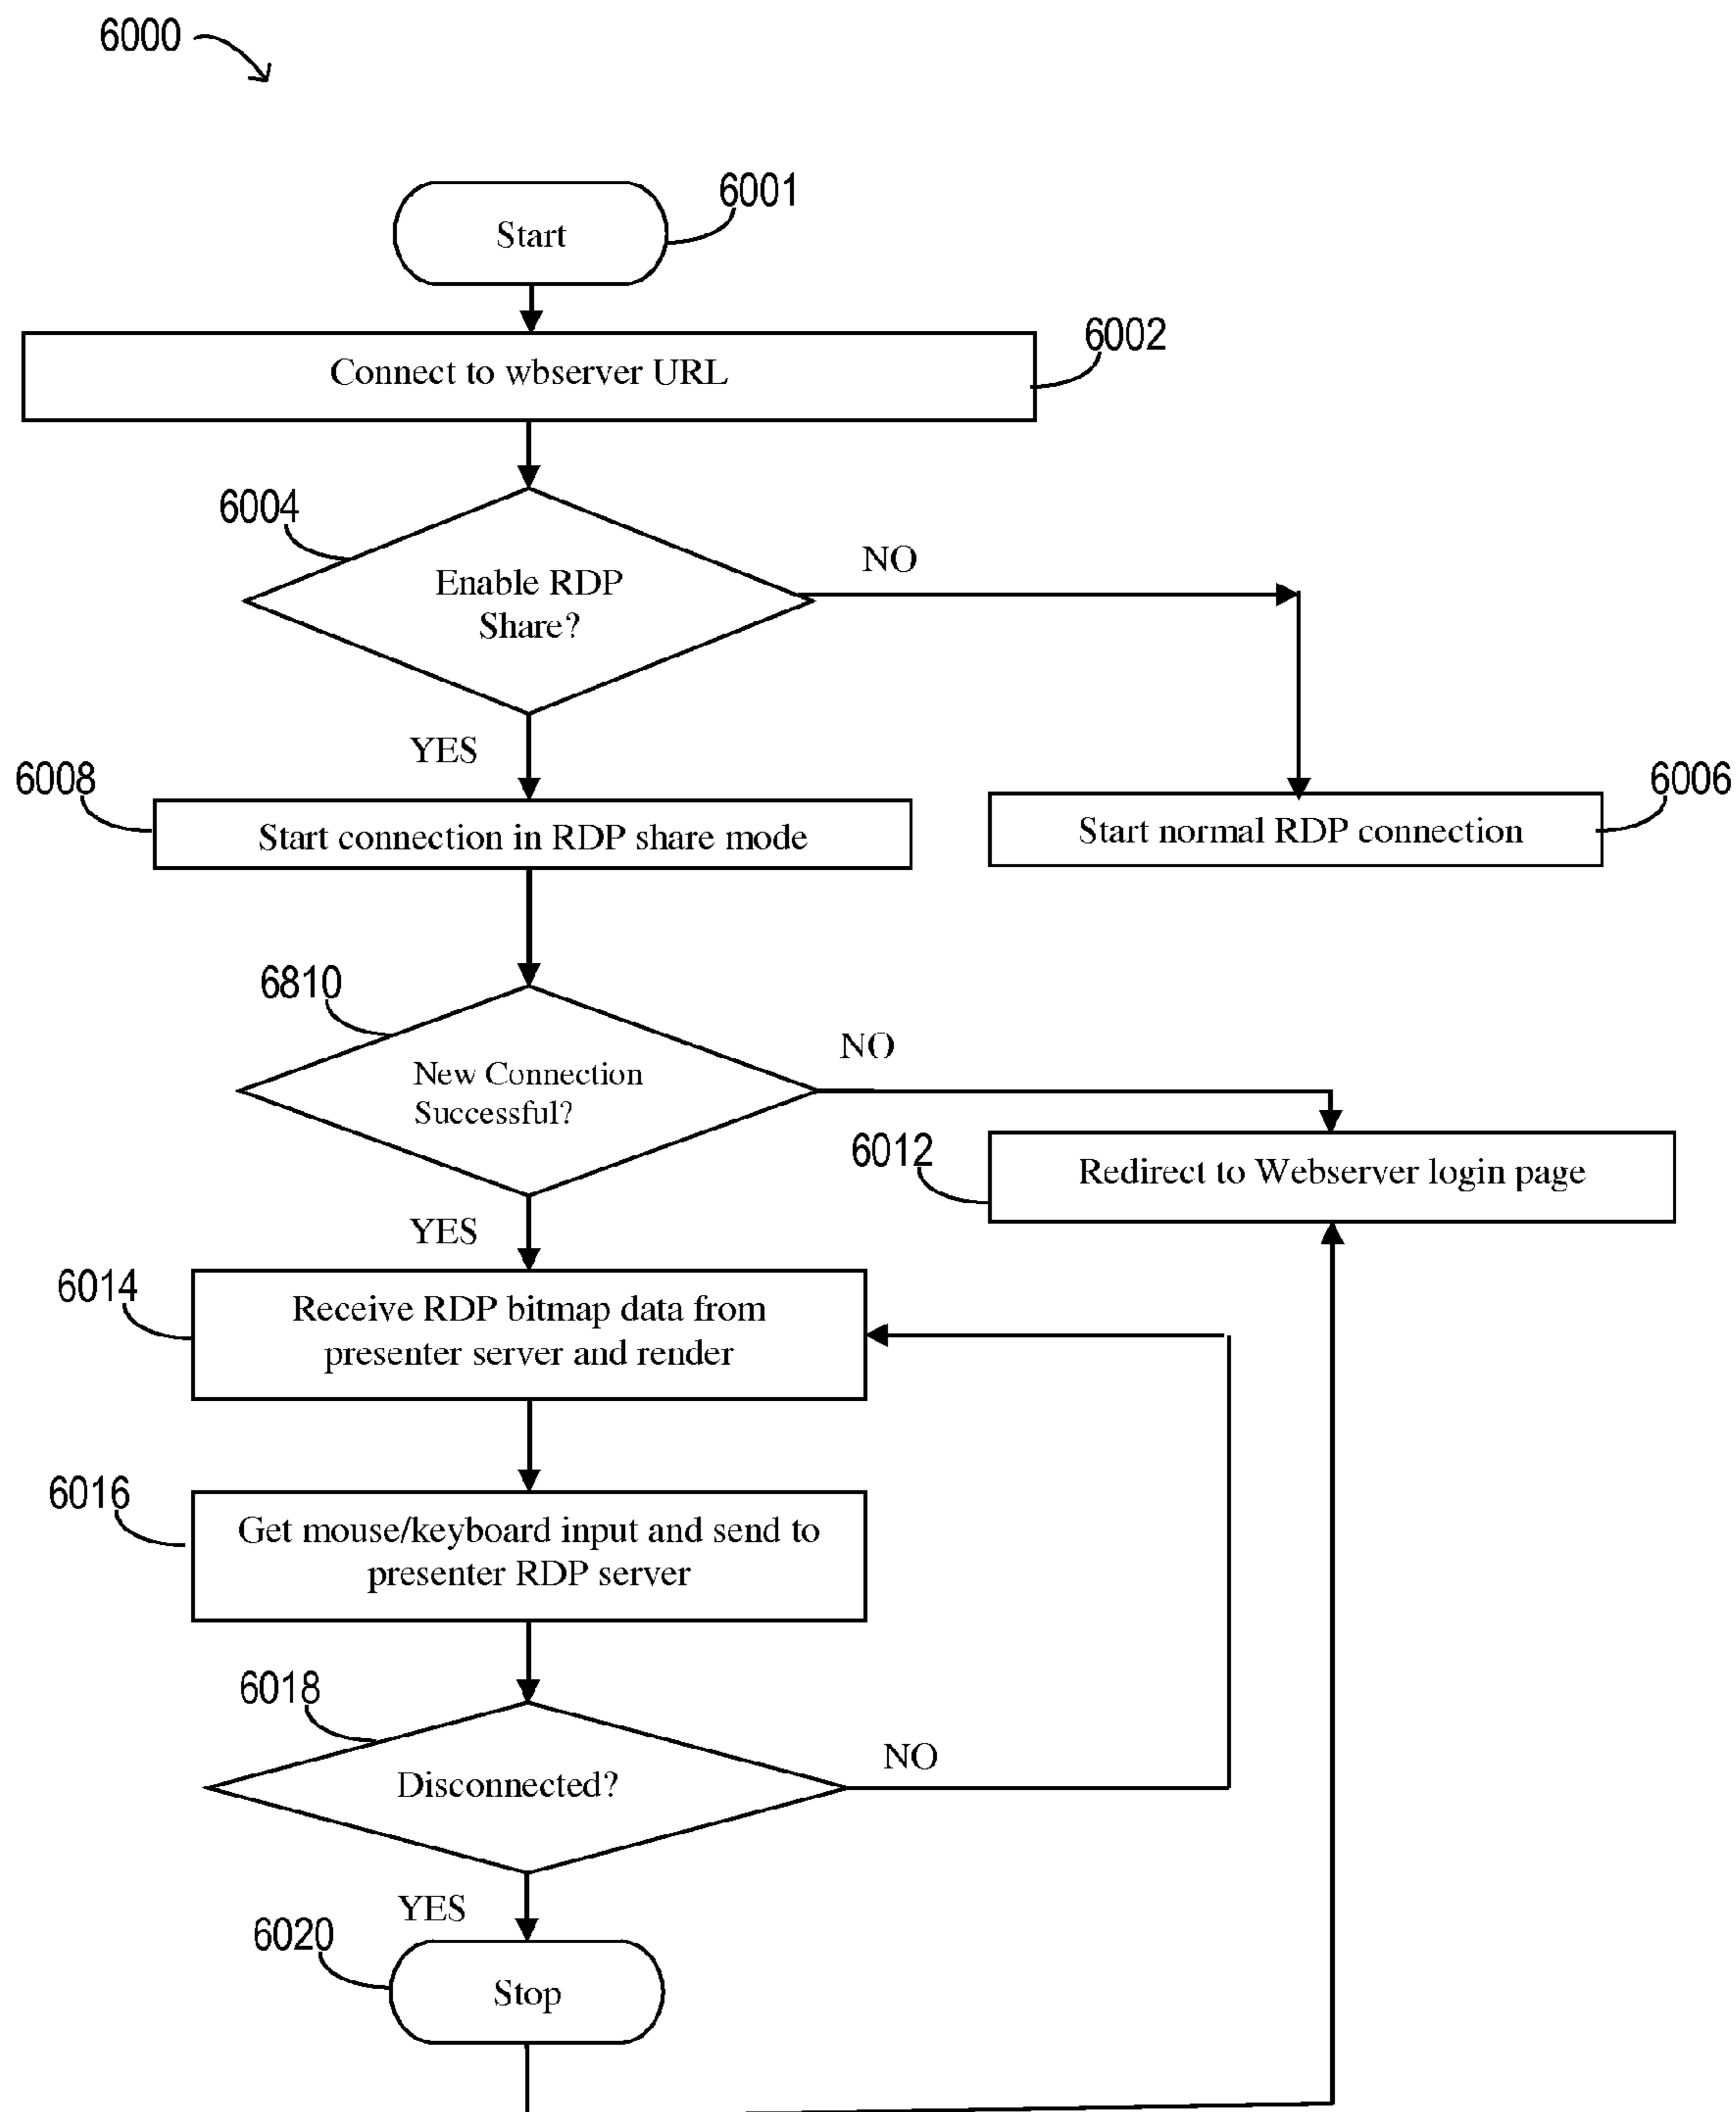 6000
Start
6001
Connect to wbserver URL
6002
6004
Enable RDP
Share?
NO
YES
6008
Start connection in RDP share mode
Start normal RDP connection
6006
6810
New Connection
Successful?
NO
6012
Redirect to Webserver login page
YES
6014
Receive RDP bitmap data from
presenter server and render
6016
Get mouse/keyboard input and send to
presenter RDP server
6018
Disconnected?
NO
YES
6020
Stop